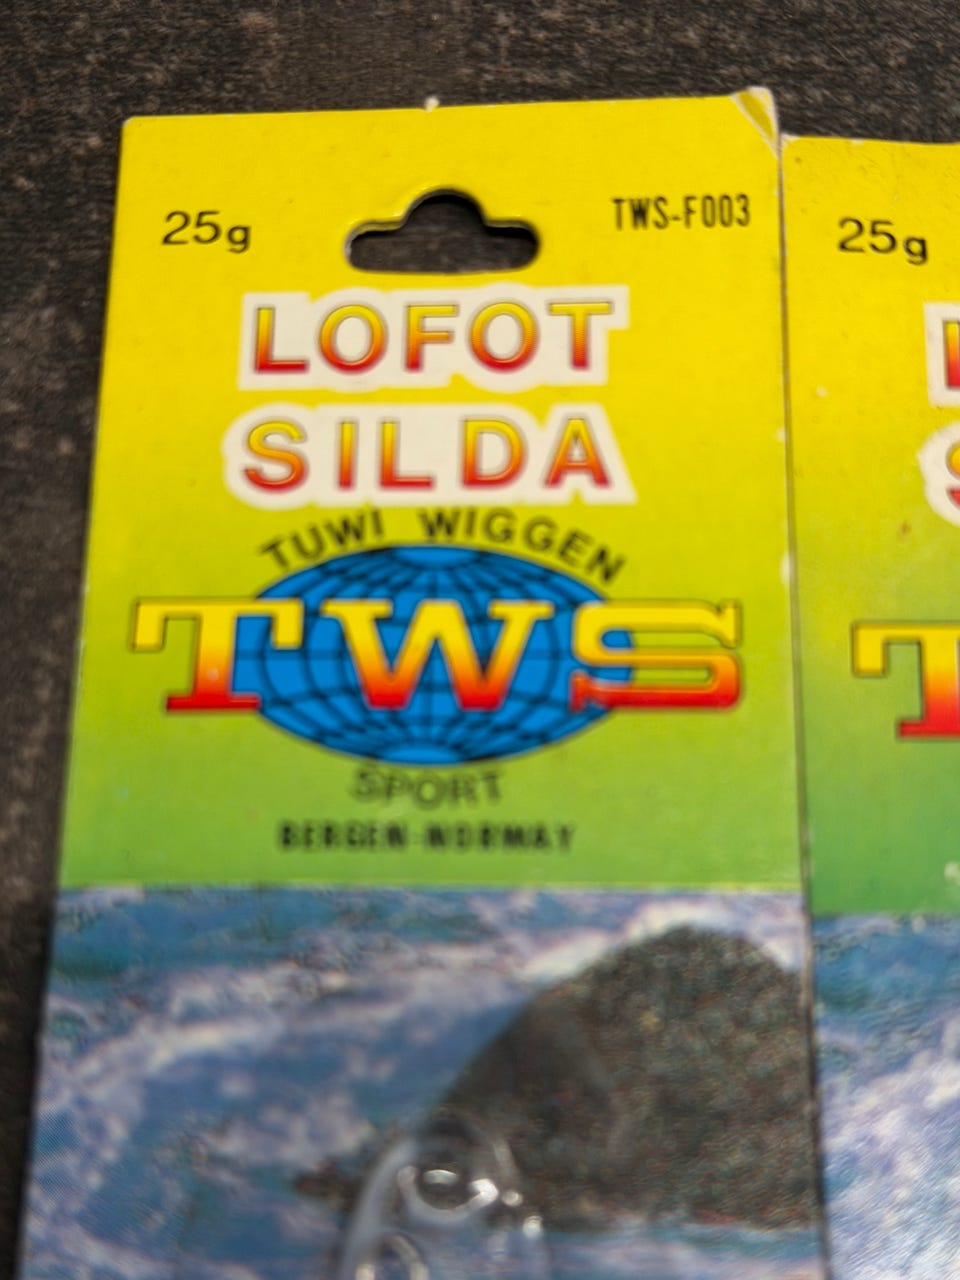 25g
TWS-F003
LOFOT
SILDA
TUWI WIGGEN
TWS
SPORT
BERGEN-NORWAY
25g